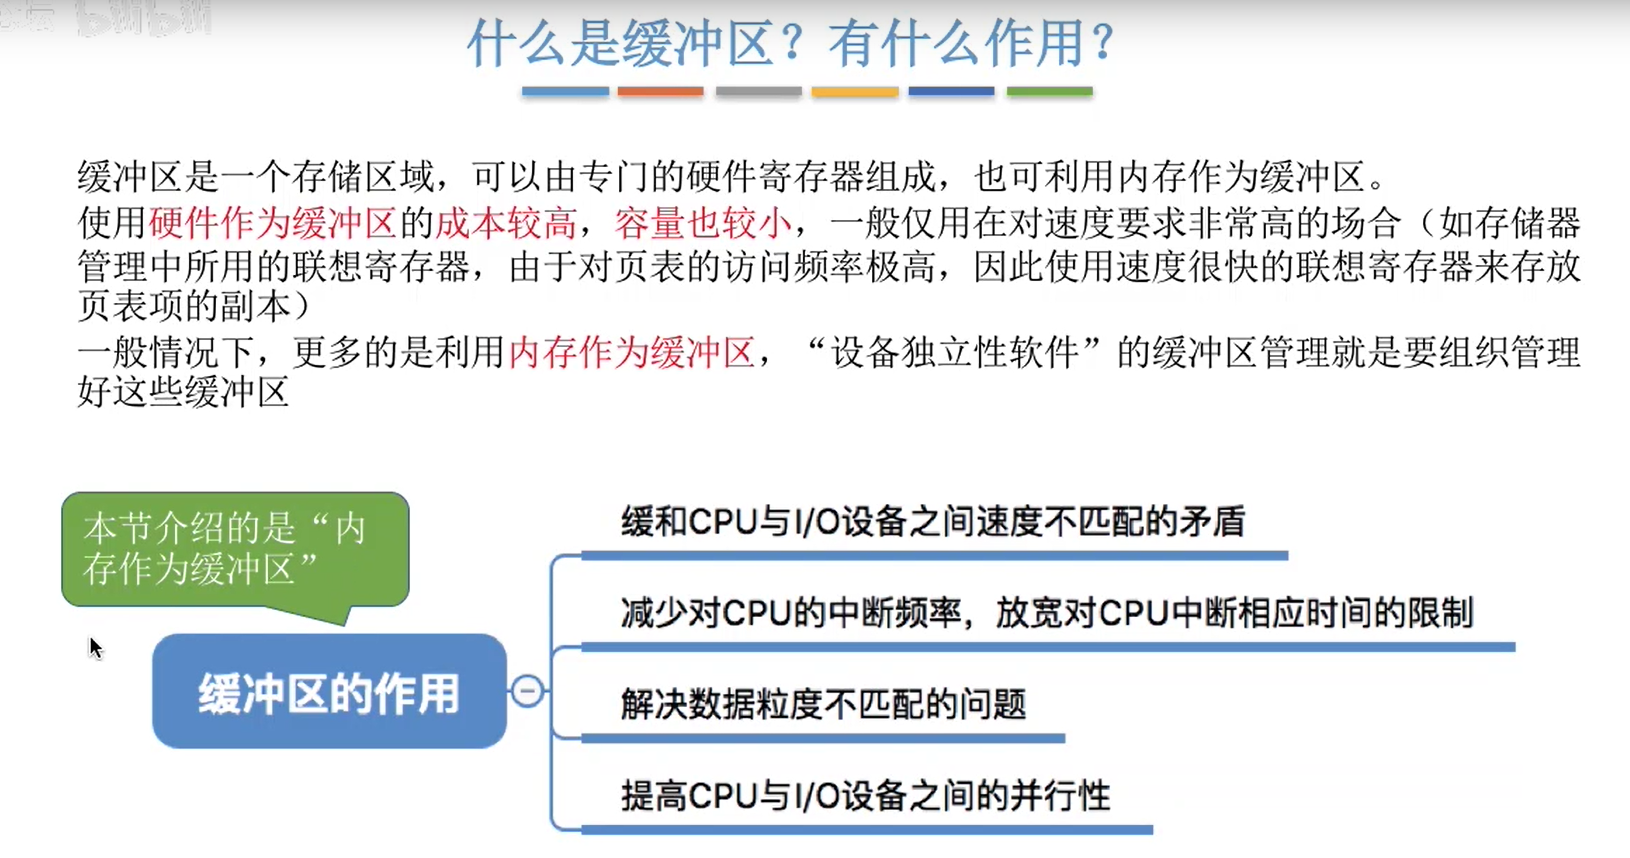 bilibili
什么是缓冲区？有什么作用？
缓冲区是一个存储区域，可以由专门的硬件寄存器组成，也可利用内存作为缓冲区。
使用硬件作为缓冲区的成本较高，容量也较小，一般仅用在对速度要求非常高的场合（如存储器
管理中所用的联想寄存器，由于对页表的访问频率极高，因此使用速度很快的联想寄存器来存放
页表项的副本）
一般情况下，更多的是利用内存作为缓冲区，“设备独立性软件”的缓冲区管理就是要组织管理
好这些缓冲区
本节介绍的是“内
存作为缓冲区”
缓冲区的作用
缓和CPU与I/O设备之间速度不匹配的矛盾
减少对CPU的中断频率，放宽对CPU中断相应时间的限制
解决数据粒度不匹配的问题
提高CPU与I/O设备之间的并行性